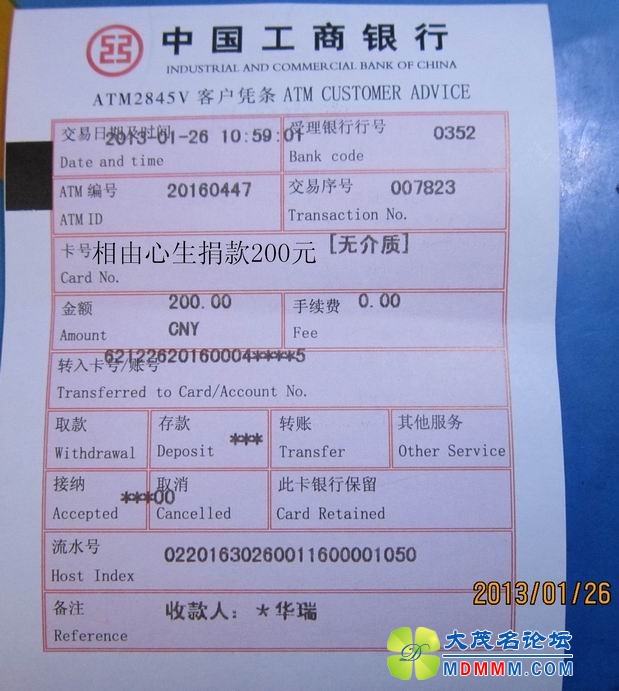 中国工商银行
INDUSTRIAL AND COMMERCIAL BANK OF CHINA
ATM2845V 客户凭条 ATM CUSTOMER ADVICE
交易日期及时间 2013-01-26 10:59:01
Date and time
受理银行行号 0352
Bank code
ATM 编号 20160447
ATM ID
交易序号 007823
Transaction No.
卡号 相由心生捐款200元 [无介质]
Card No.
金额 200.00
Amount CNY
手续费 0.00
Fee
62122620160004****5
转入卡号/账号
Transferred to Card/Account No.
取款
Withdrawal
存款
Deposit ***
转账
Transfer
其他服务
Other Service
接纳 ***00
Accepted
取消
Cancelled
此卡银行保留
Card Retained
流水号 02201630260011600001050
Host Index
备注 收款人: *华瑞
Reference
2013/01/26
大茂名论坛
MDMMM.COM